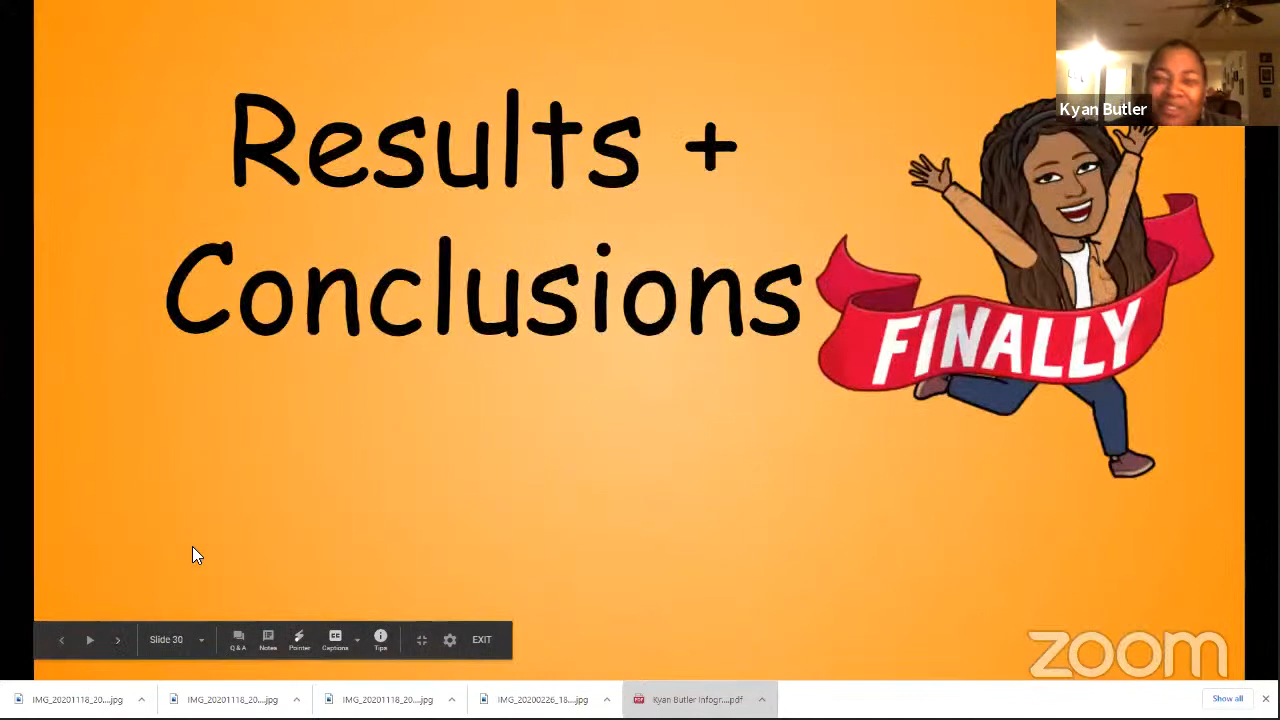 Results +
Conclusions
Kyan Butler
FINALLY
Slide 30
Q & A
Notes
Pointer
Captions
Tips
EXIT
zoom
IMG_20201118_20....jpg
IMG_20201118_20....jpg
IMG_20201118_20....jpg
IMG_20200226_18....jpg
Kyan Butler Infogr....pdf
Show all